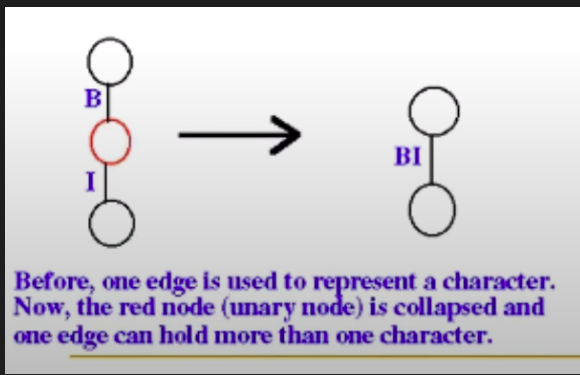 B
I
BI
Before, one edge is used to represent a character.
Now, the red node (unary node) is collapsed and
one edge can hold more than one character.